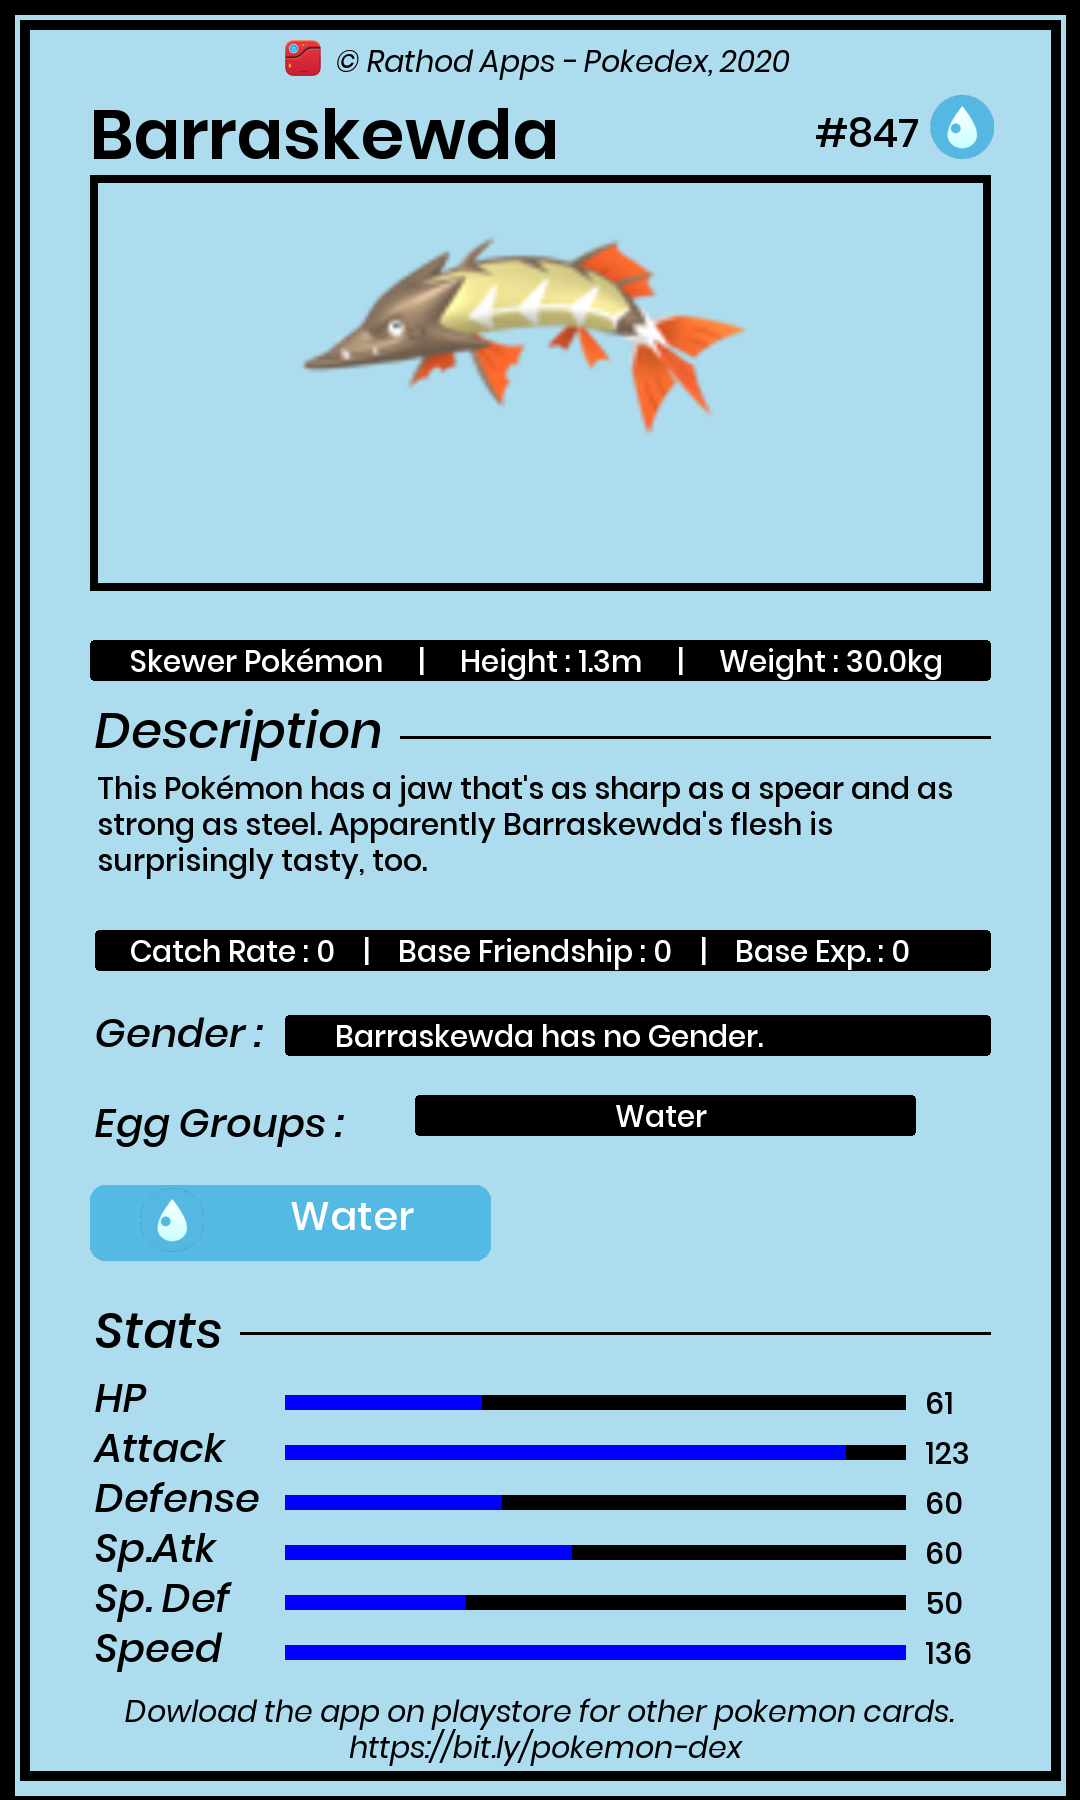 © Rathod Apps - Pokedex, 2020
Barraskewda
#847
Skewer Pokémon | Height : 1.3m | Weight : 30.0kg
Description
This Pokémon has a jaw that's as sharp as a spear and as
strong as steel. Apparently Barraskewda's flesh is
surprisingly tasty, too.
Catch Rate : 0 | Base Friendship : 0 | Base Exp. : 0
Gender : Barraskewda has no Gender.
Egg Groups : Water
Water
Stats
HP 61
Attack 123
Defense 60
Sp.Atk 60
Sp. Def 50
Speed 136
Dowload the app on playstore for other pokemon cards.
https://bit.ly/pokemon-dex